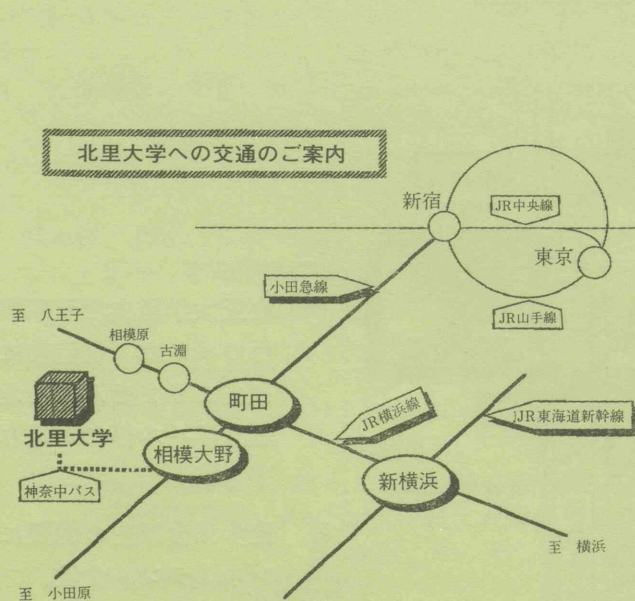 北里大学への交通のご案内
新宿
JR中央線
東京
小田急線
JR山手線
至 八王子
相模原
古淵
町田
JR横浜線
JR東海道新幹線
北里大学
相模大野
新横浜
神奈中バス
至 横浜
至 小田原